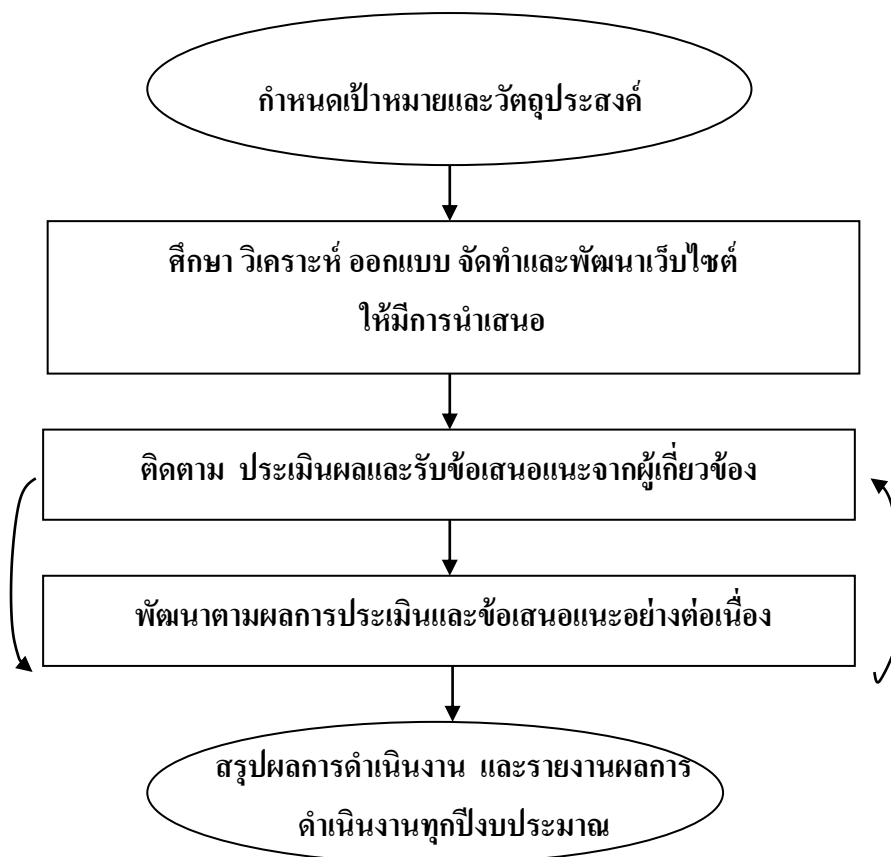 กำหนดเป้าหมายและวัตถุประสงค์
ศึกษา วิเคราะห์ ออกแบบ จัดทำและพัฒนาเว็บไซต์
ให้มีการนำเสนอ
ติดตาม ประเมินผลและรับข้อเสนอแนะจากผู้เกี่ยวข้อง
พัฒนาตามผลการประเมินและข้อเสนอแนะอย่างต่อเนื่อง
สรุปผลการดำเนินงาน และรายงานผลการ
ดำเนินงานทุกปีงบประมาณ